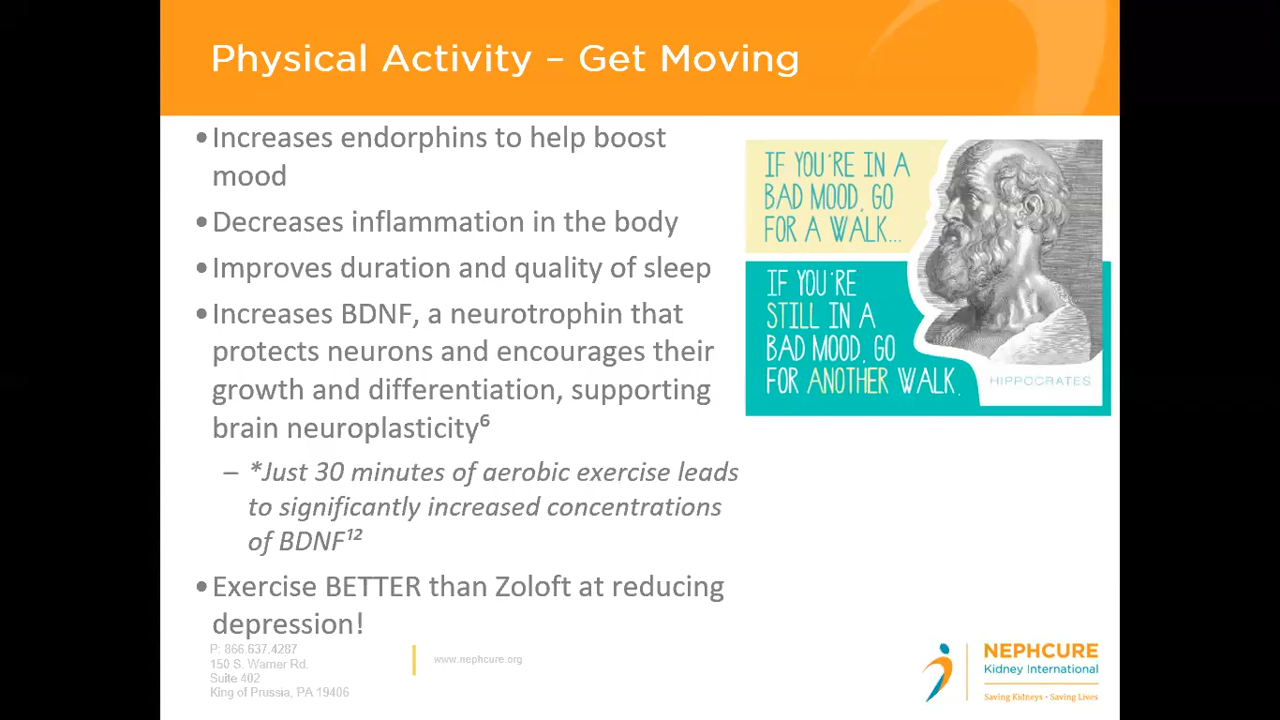 Physical Activity – Get Moving
•Increases endorphins to help boost
mood
•Decreases inflammation in the body
•Improves duration and quality of sleep
•Increases BDNF, a neurotrophin that
protects neurons and encourages their
growth and differentiation, supporting
brain neuroplasticity⁶
– *Just 30 minutes of aerobic exercise leads
to significantly increased concentrations
of BDNF¹²
•Exercise BETTER than Zoloft at reducing
depression!
IF YOU'RE IN A
BAD MOOD, GO
FOR A WALK...
IF YOU'RE
STILL IN A
BAD MOOD, GO
FOR ANOTHER WALK.
HIPPOCRATES
P: 866.637.4287
150 S. Warner Rd.
Suite 402
King of Prussia, PA 19406
www.nephcure.org
NEPHCURE
Kidney International
Saving Kidneys • Saving Lives